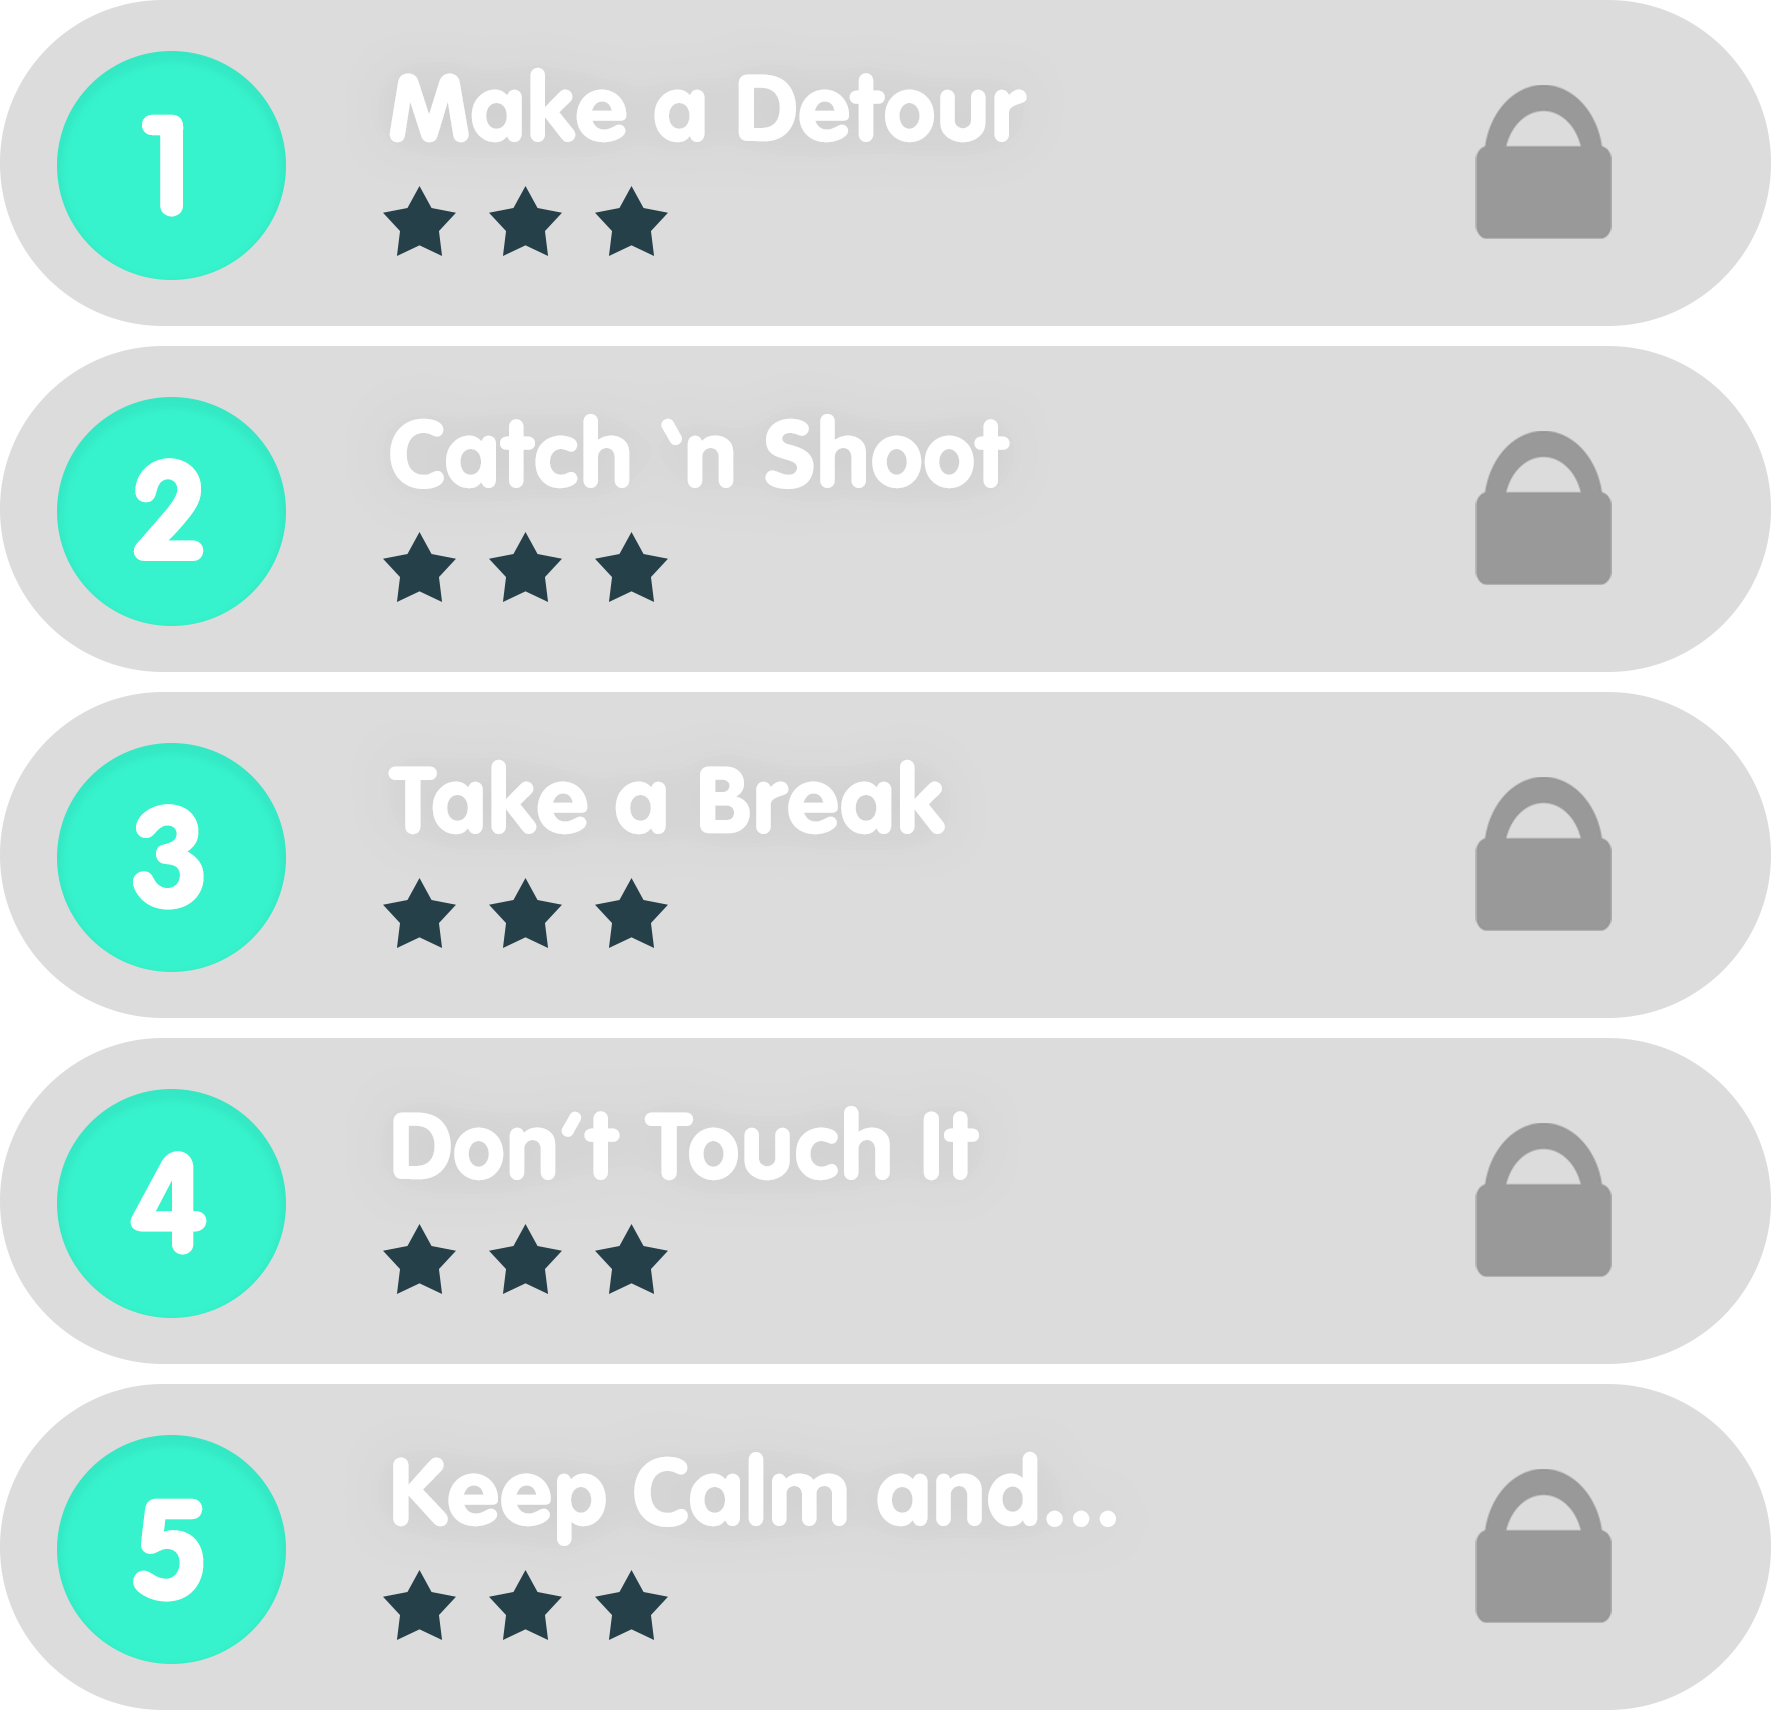 1
Make a Detour
2
Catch `n Shoot
3
Take a Break
4
Don't Touch It
5
Keep Calm and...